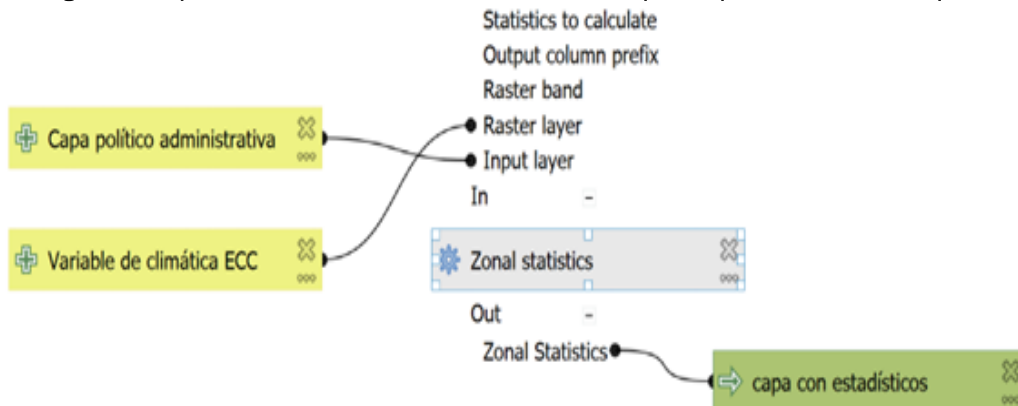 Statistics to calculate
Output column prefix
Raster band
Capa político administrativa
Raster layer
Input layer
In
Variable de climática ECC
Zonal statistics
Out
Zonal Statistics
capa con estadísticos